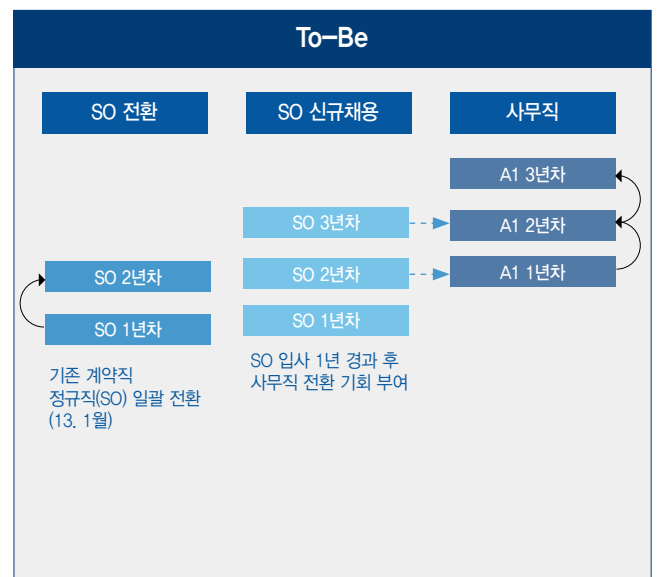 To-Be
SO 전환
SO 신규채용
사무직
A1 3년차
SO 3년차
A1 2년차
SO 2년차
SO 2년차
A1 1년차
SO 1년차
SO 1년차
기존 계약직
정규직(SO) 일괄 전환
(13. 1월)
SO 입사 1년 경과 후
사무직 전환 기회 부여